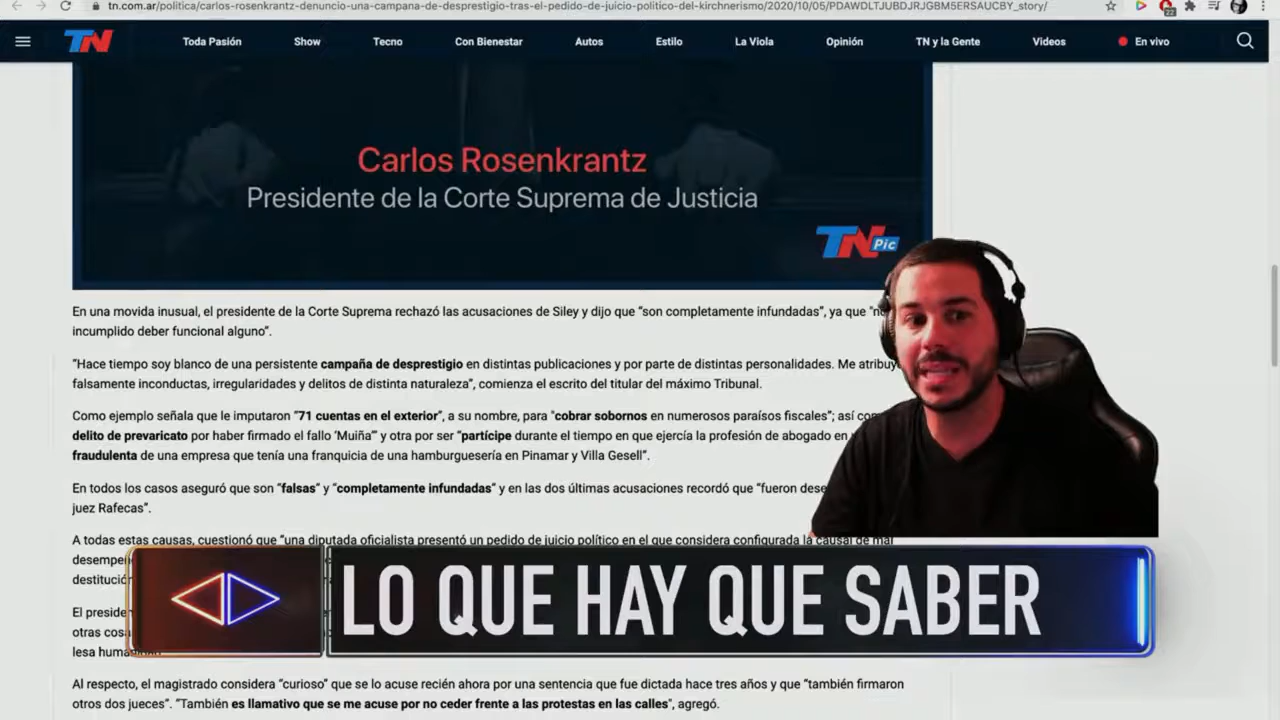 tn.com.ar/politica/carlos-rosenkrantz-denuncio-una-campana-de-desprestigio-tras-el-pedido-de-juicio-politico-del-kirchnerismo/2020/10/05/PDAWDLTJUBDJRJGBM5ERSAUCBY_story/
22
TN Toda Pasión Show Tecno Con Bienestar Autos Estilo La Viola Opinión TN y la Gente Videos En vivo
Carlos Rosenkrantz
Presidente de la Corte Suprema de Justicia
TN Pic
En una movida inusual, el presidente de la Corte Suprema rechazó las acusaciones de Siley y dijo que “son completamente infundadas”, ya que
incumplido deber funcional alguno”.
“Hace tiempo soy blanco de una persistente campaña de desprestigio en distintas publicaciones y por parte de distintas personalidades. Me
falsamente inconductas, irregularidades y delitos de distinta naturaleza”, comienza el escrito del titular del máximo Tribunal.
Como ejemplo señala que le imputaron “71 cuentas en el exterior”, a su nombre, para "cobrar sobornos en numerosos paraísos fiscales”; así
delito de prevaricato por haber firmado el fallo ‘Muiña’” y otra por ser “partícipe durante el tiempo en que ejercía la profesión de abogado en
fraudulenta de una empresa que tenía una franquicia de una hamburguesería en Pinamar y Villa Gesell”.
En todos los casos aseguró que son “falsas” y “completamente infundadas” y en las dos últimas acusaciones recordó que “fueron
juez Rafecas”.
A todas estas causas, cuestionó que “una diputada oficialista presentó un pedido de juicio político en el que considera configurada la causal de mal
LO QUE HAY QUE SABER
El
otras
lesa
Al respecto, el magistrado considera “curioso” que se lo acuse recién ahora por una sentencia que fue dictada hace tres años y que “también firmaron
otros dos jueces”. “También es llamativo que se me acuse por no ceder frente a las protestas en las calles”, agregó.